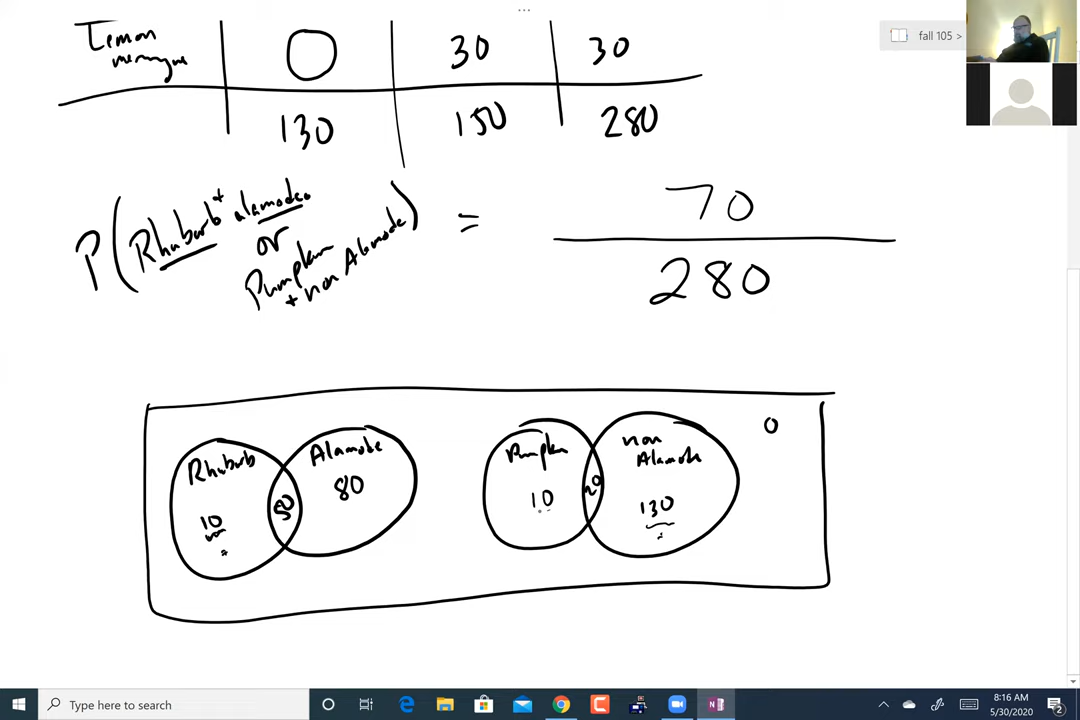 Lemon 0 30 30
meringue
130 150 280
P(Rhubarb + alamode
or
Pumpkin
+ non Alamode) = 70
280
Rhubarb Alamode Pumpkin non Alamode 0
10 50 80 10 20 130
fall 105 >
Type here to search
8:16 AM
5/30/2020
2